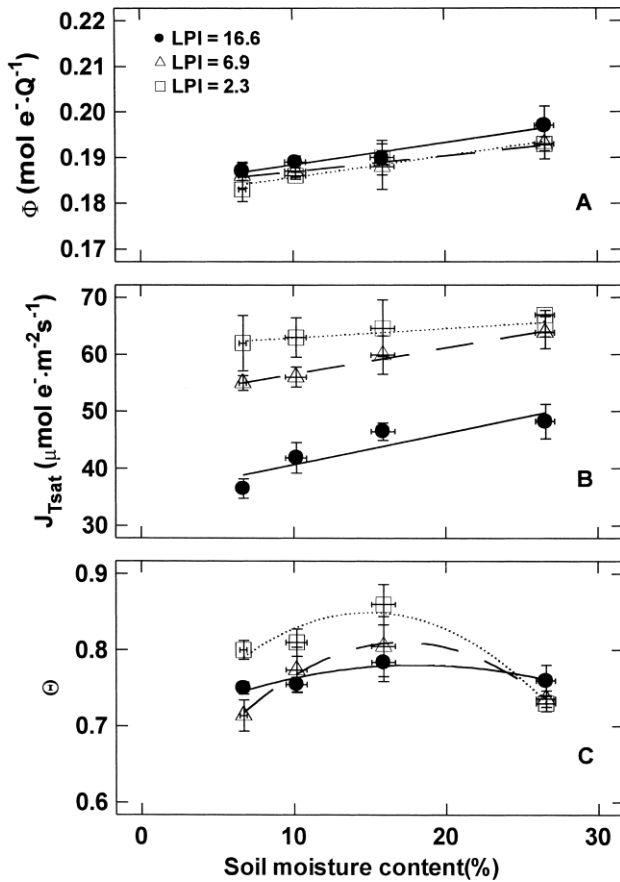 0.22
0.21
0.20
0.19
0.18
0.17
Φ (mol e⁻·Q⁻¹)
LPI = 16.6
LPI = 6.9
LPI = 2.3
A
70
60
50
40
30
J_Tsat (μmol e⁻·m⁻²s⁻¹)
B
0.9
0.8
0.7
0.6
Θ
C
0 10 20 30
Soil moisture content(%)